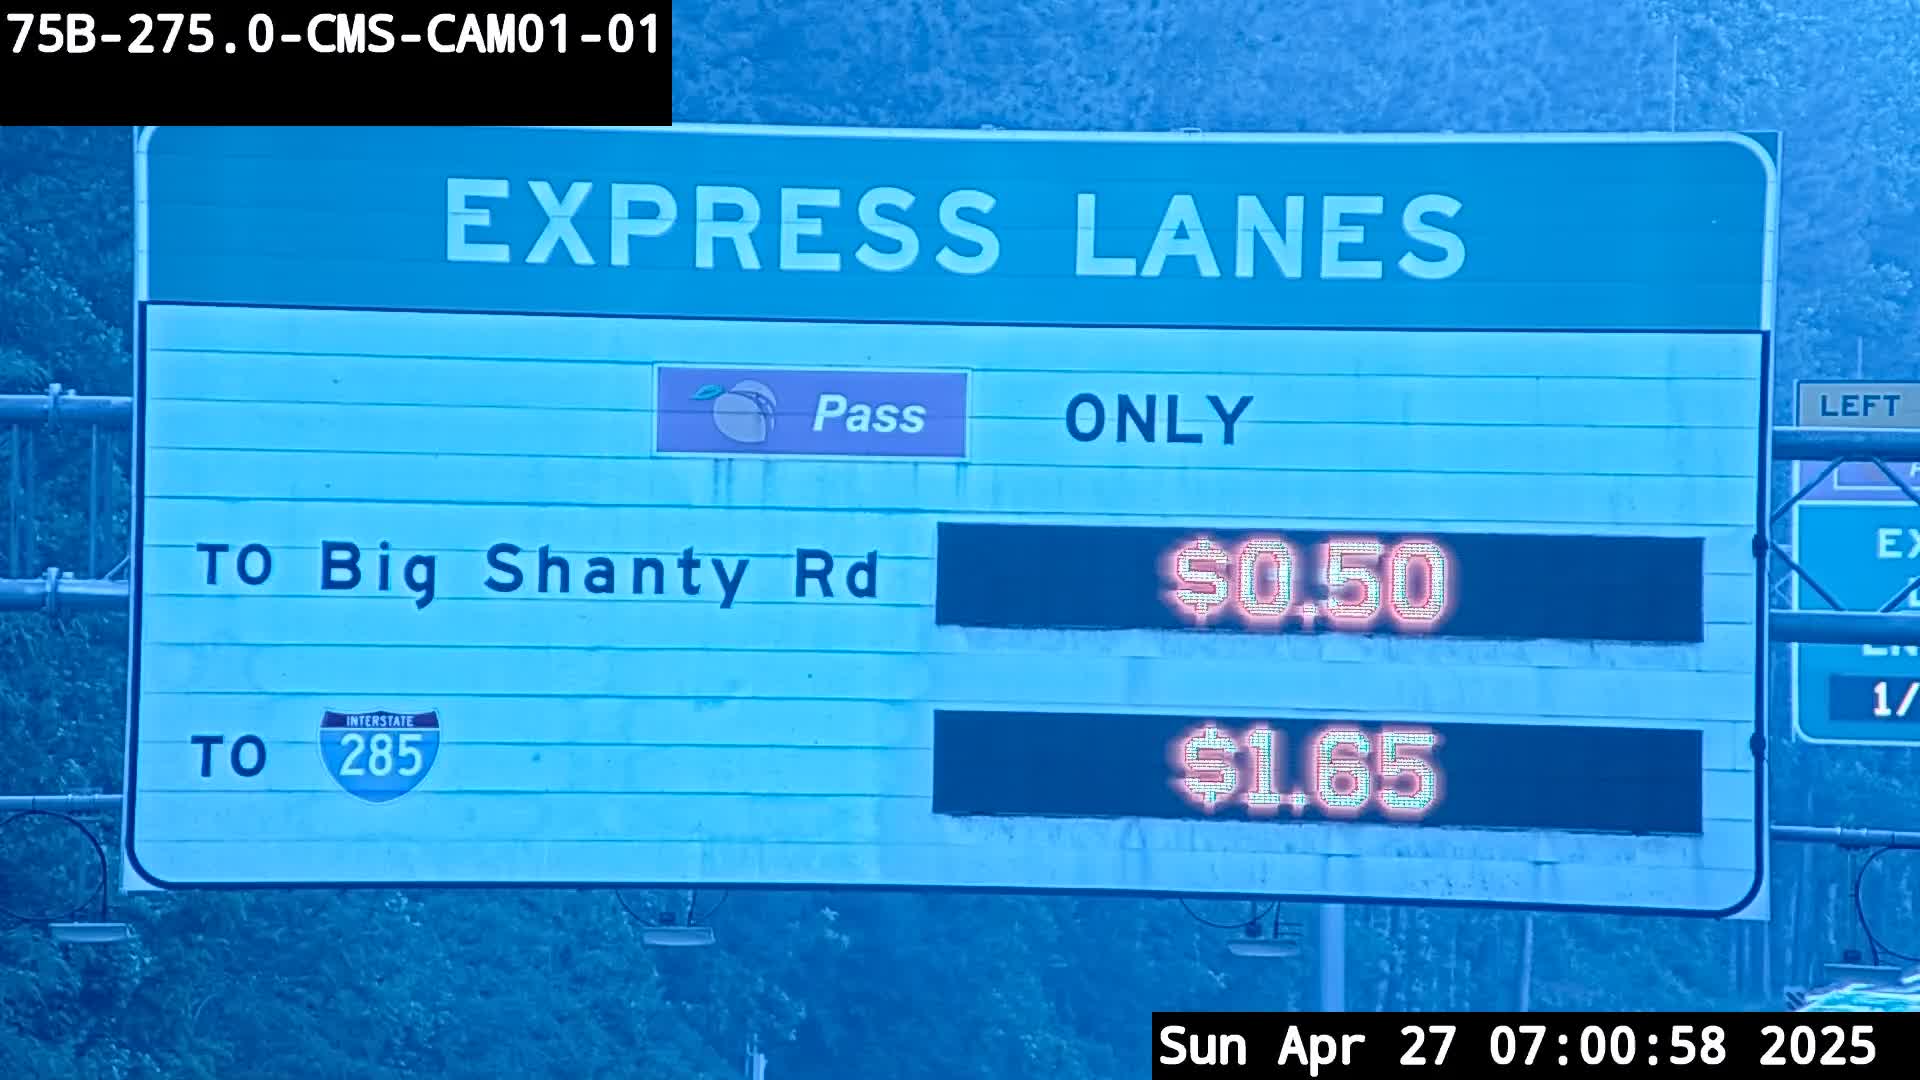 75B-275.0-CMS-CAM01-01
EXPRESS LANES
Pass ONLY
TO Big Shanty Rd $0.50
TO INTERSTATE 285 $1.65
LEFT
1/
Sun Apr 27 07:00:58 2025